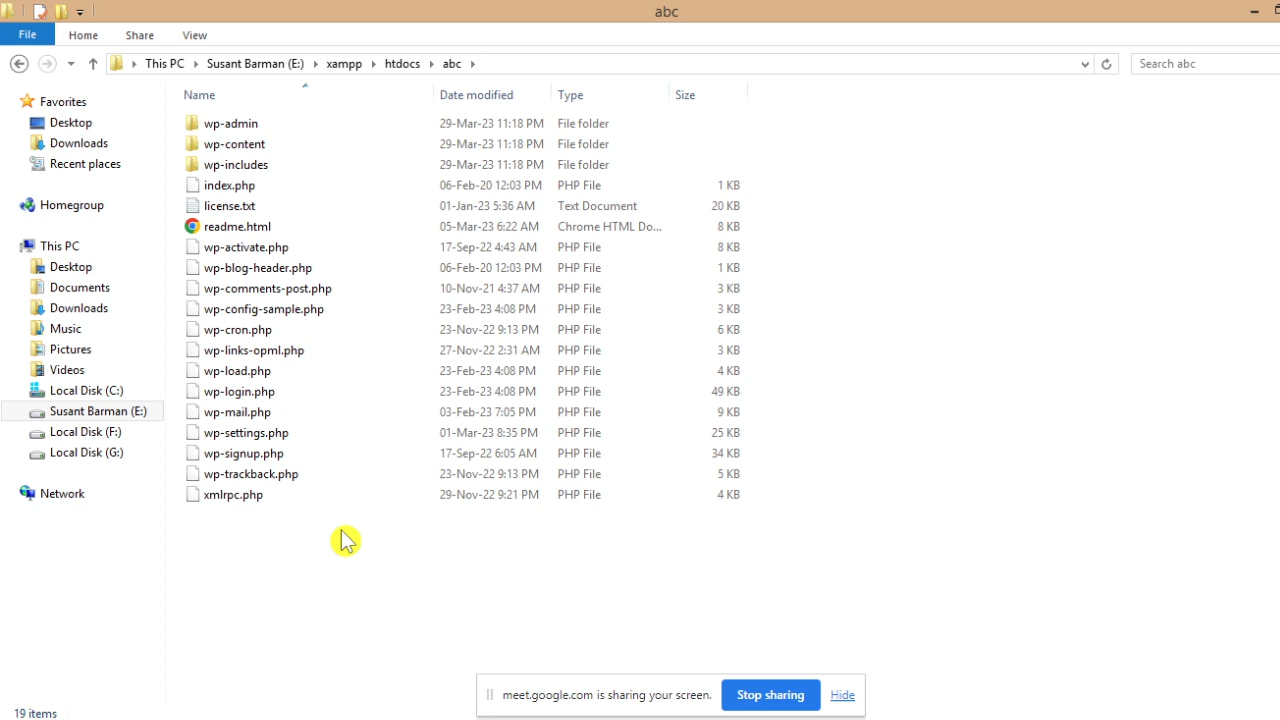 abc
File Home Share View
This PC Susant Barman (E:) xampp htdocs abc Search abc
Name Date modified Type Size
Favorites
Desktop
Downloads
Recent places
Homegroup
This PC
Desktop
Documents
Downloads
Music
Pictures
Videos
Local Disk (C:)
Susant Barman (E:)
Local Disk (F:)
Local Disk (G:)
Network
wp-admin 29-Mar-23 11:18 PM File folder
wp-content 29-Mar-23 11:18 PM File folder
wp-includes 29-Mar-23 11:18 PM File folder
index.php 06-Feb-20 12:03 PM PHP File 1 KB
license.txt 01-Jan-23 5:36 AM Text Document 20 KB
readme.html 05-Mar-23 6:22 AM Chrome HTML Do... 8 KB
wp-activate.php 17-Sep-22 4:43 AM PHP File 8 KB
wp-blog-header.php 06-Feb-20 12:03 PM PHP File 1 KB
wp-comments-post.php 10-Nov-21 4:37 AM PHP File 3 KB
wp-config-sample.php 23-Feb-23 4:08 PM PHP File 3 KB
wp-cron.php 23-Nov-22 9:13 PM PHP File 6 KB
wp-links-opml.php 27-Nov-22 2:31 AM PHP File 3 KB
wp-load.php 23-Feb-23 4:08 PM PHP File 4 KB
wp-login.php 23-Feb-23 4:08 PM PHP File 49 KB
wp-mail.php 03-Feb-23 7:05 PM PHP File 9 KB
wp-settings.php 01-Mar-23 8:35 PM PHP File 25 KB
wp-signup.php 17-Sep-22 6:05 AM PHP File 34 KB
wp-trackback.php 23-Nov-22 9:13 PM PHP File 5 KB
xmlrpc.php 29-Nov-22 9:21 PM PHP File 4 KB
meet.google.com is sharing your screen. Stop sharing Hide
19 items